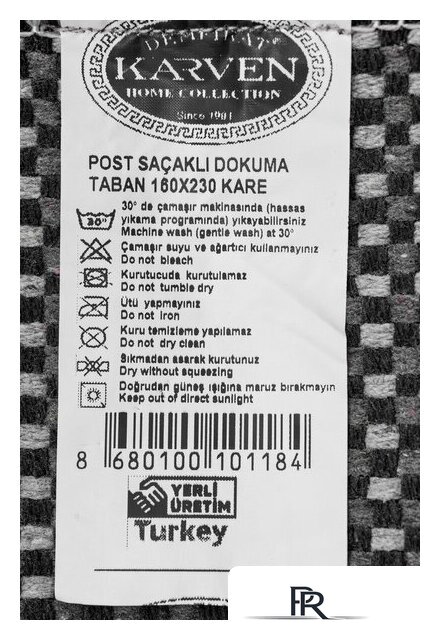 KARVEN
HOME COLLECTION
Since 1981
POST SAÇAKLI DOKUMA
TABAN 160X230 KARE
30°
30° de çamaşır makinasında (hassas
yıkama programında) yıkayabilirsiniz
Machine wash (gentle wash) at 30°
Çamaşır suyu ve ağartıcı kullanmayınız
Do not bleach
Kurutucuda kurutulamaz
Do not tumble dry
Ütü yapmayınız
Do not iron
Kuru temizleme yapılamaz
Do not dry clean
Sıkmadan asarak kurutunuz
Dry without squeezing
Doğrudan güneş ışığına maruz bırakmayın
Keep out of direct sunlight
8 680100 101184
YERLİ
ÜRETİM
Turkey
PR